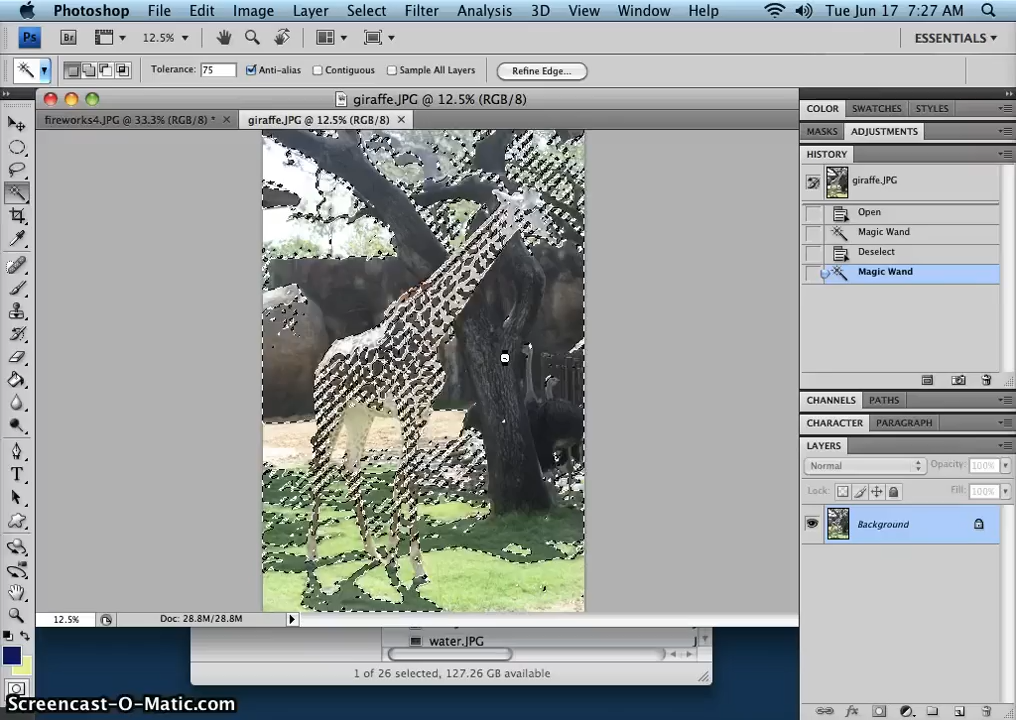 Photoshop File Edit Image Layer Select Filter Analysis 3D View Window Help Tue Jun 17 7:27 AM
Ps Br 12.5% ESSENTIALS
Tolerance: 75 Anti-alias Contiguous Sample All Layers Refine Edge...
giraffe.JPG @ 12.5% (RGB/8)
fireworks4.JPG @ 33.3% (RGB/8) * giraffe.JPG @ 12.5% (RGB/8)
COLOR SWATCHES STYLES
MASKS ADJUSTMENTS
HISTORY
giraffe.JPG
Open
Magic Wand
Deselect
Magic Wand
CHANNELS PATHS
CHARACTER PARAGRAPH
LAYERS
Normal Opacity: 100%
Lock: Fill: 100%
Background
12.5% Doc: 28.8M/28.8M
water.JPG
1 of 26 selected, 127.26 GB available
Screencast-O-Matic.com